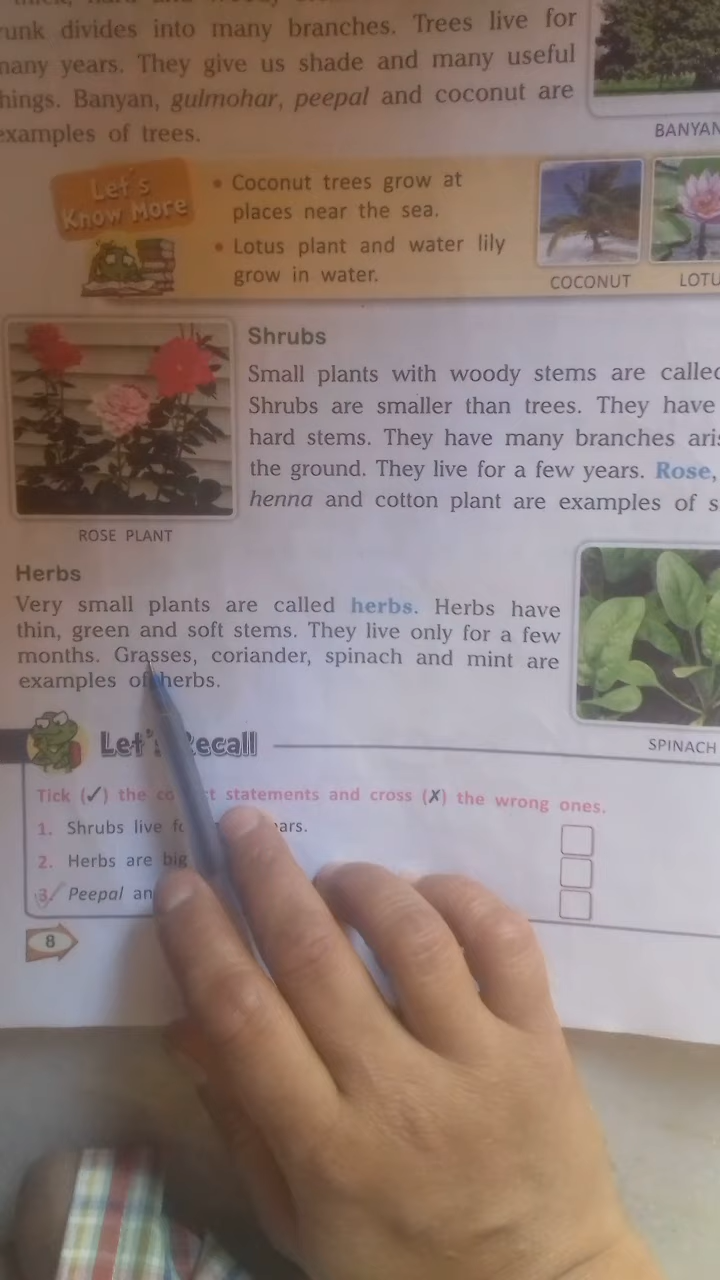 unk divides into many branches. Trees live for
any years. They give us shade and many useful
hings. Banyan, gulmohar, peepal and coconut are
examples of trees.
BANYAN
Let's
Know More
• Coconut trees grow at
places near the sea.
• Lotus plant and water lily
grow in water.
COCONUT
LOTU
Shrubs
Small plants with woody stems are called
Shrubs are smaller than trees. They have
hard stems. They have many branches aris
the ground. They live for a few years. Rose,
henna and cotton plant are examples of s
ROSE PLANT
Herbs
Very small plants are called herbs. Herbs have
thin, green and soft stems. They live only for a few
months. Grasses, coriander, spinach and mint are
examples of herbs.
SPINACH
Let's Recall
Tick (✓) the correct statements and cross (✗) the wrong ones.
1. Shrubs live ears.
2. Herbs are big
3. Peepal an
8